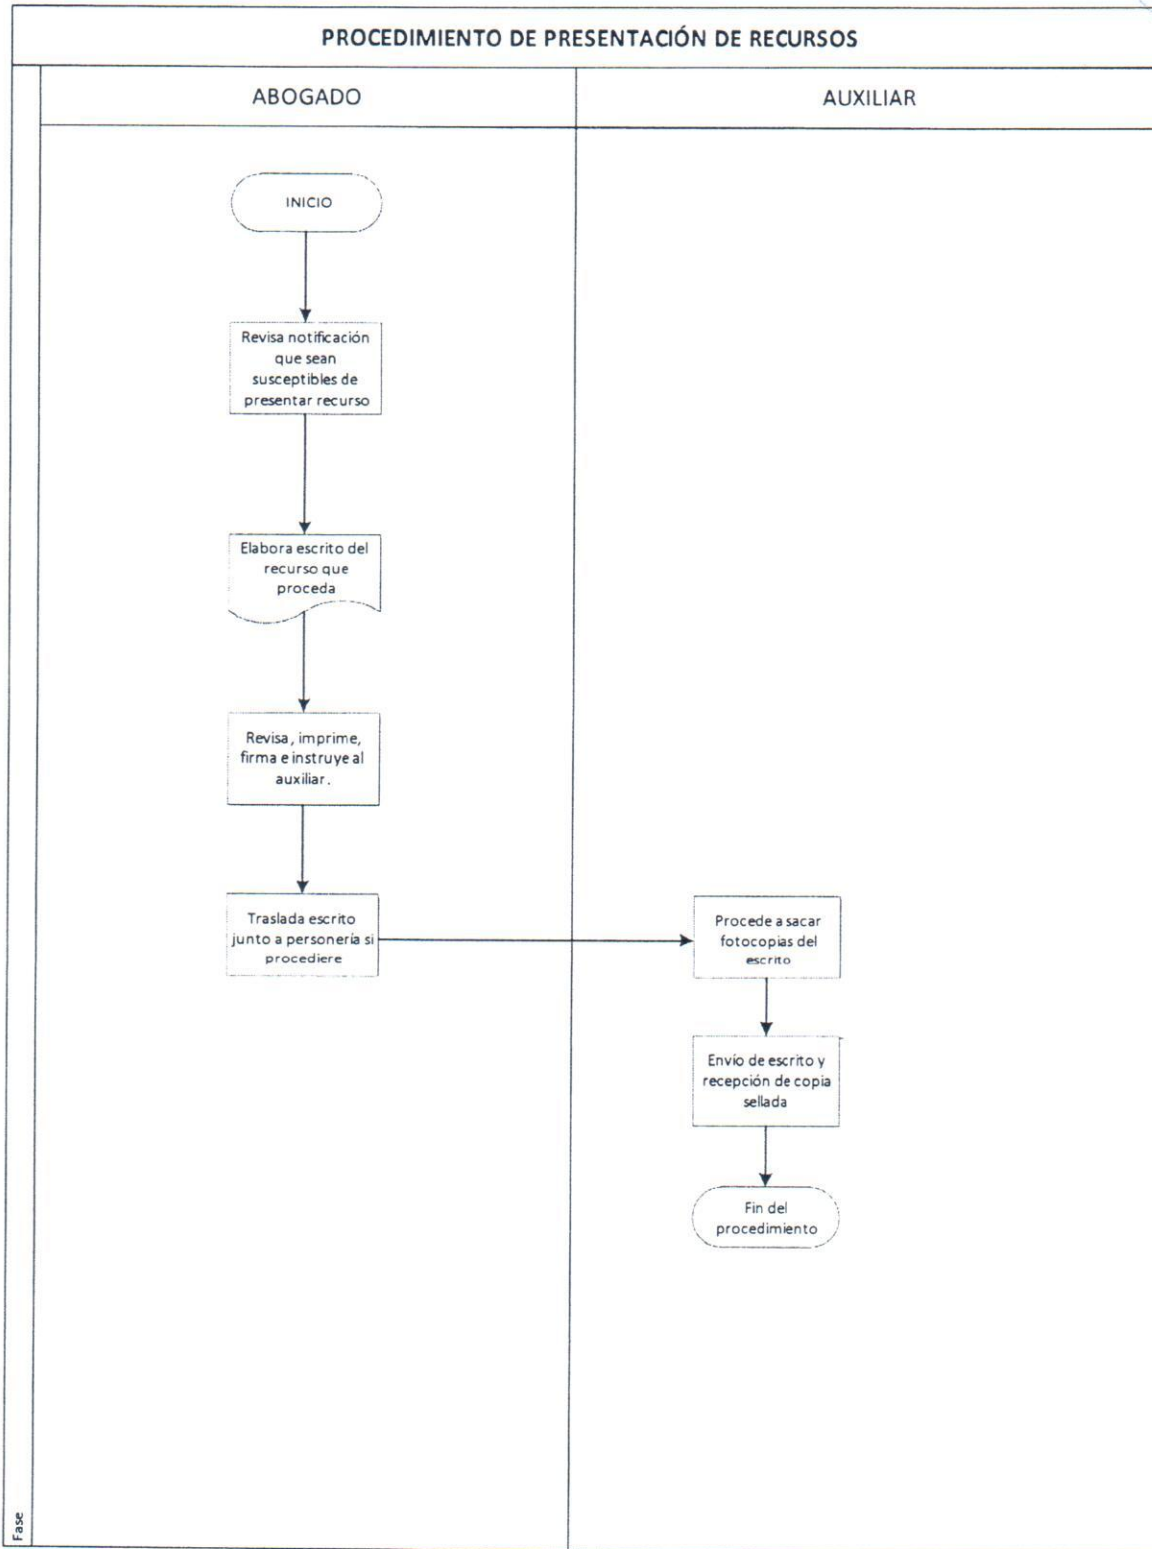 PROCEDIMIENTO DE PRESENTACIÓN DE RECURSOS
ABOGADO
AUXILIAR
INICIO
Revisa notificación
que sean
susceptibles de
presentar recurso
Elabora escrito del
recurso que
proceda
Revisa, imprime,
firma e instruye al
auxiliar.
Traslada escrito
junto a personería si
procediere
Procede a sacar
fotocopias del
escrito
Envío de escrito y
recepción de copia
sellada
Fin del
procedimiento
Fase